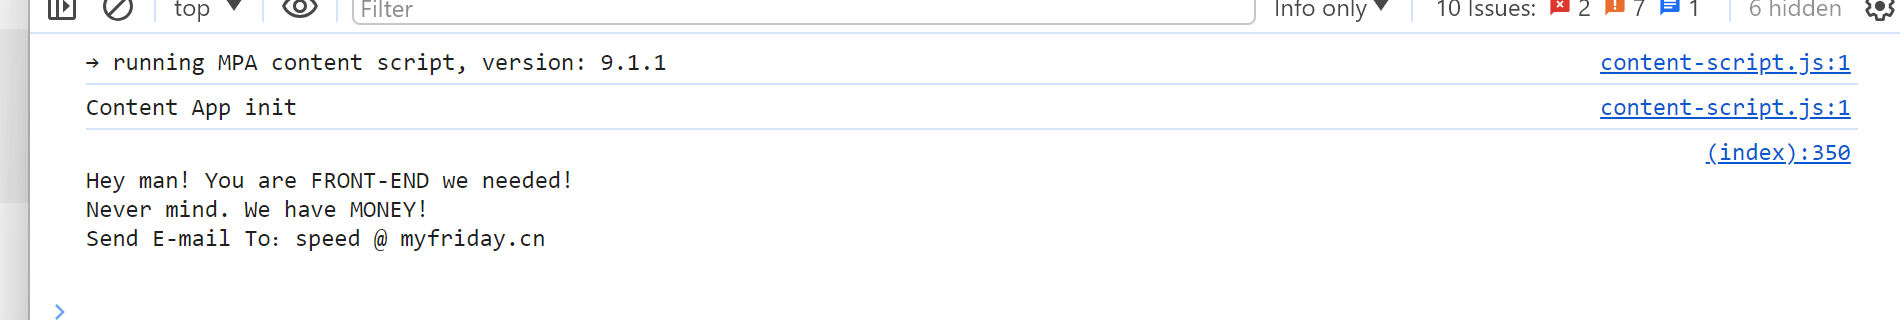 top Filter Info only 10 Issues: 2 7 1 6 hidden
→ running MPA content script, version: 9.1.1 content-script.js:1
Content App init content-script.js:1
(index):350
Hey man! You are FRONT-END we needed!
Never mind. We have MONEY!
Send E-mail To: speed @ myfriday.cn